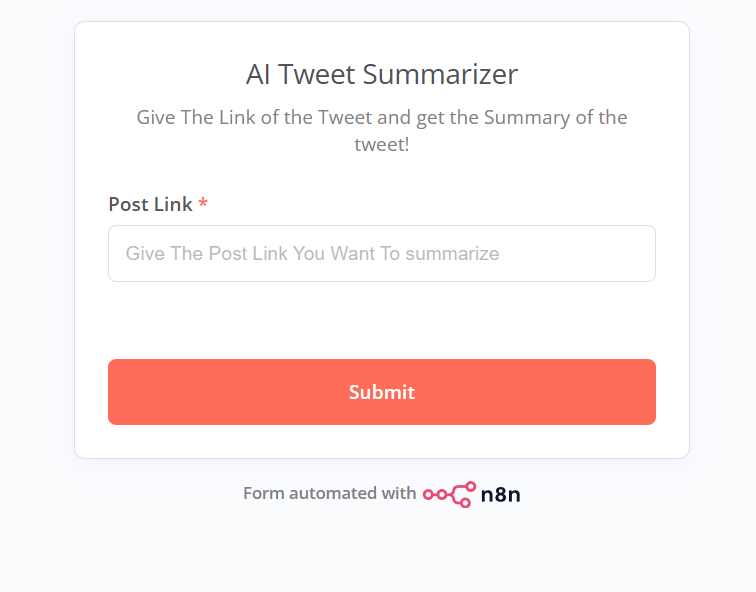 AI Tweet Summarizer
Give The Link of the Tweet and get the Summary of the
tweet!
Post Link *
Give The Post Link You Want To summarize
Submit
Form automated with n8n